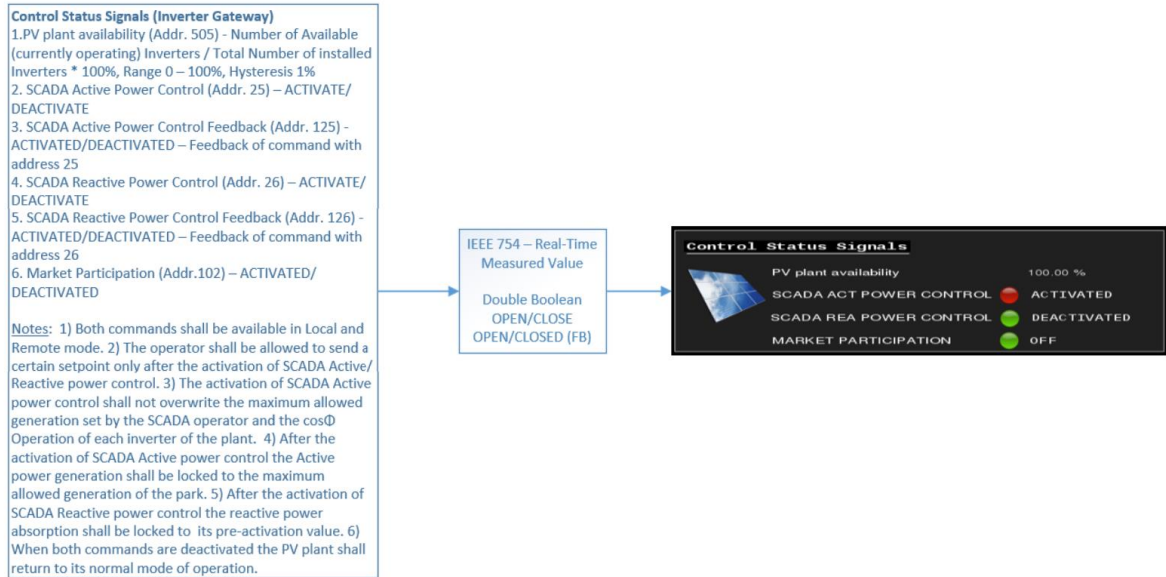 Control Status Signals (Inverter Gateway)
1.PV plant availability (Addr. 505) - Number of Available
(currently operating) Inverters / Total Number of installed
Inverters * 100%, Range 0 – 100%, Hysteresis 1%
2. SCADA Active Power Control (Addr. 25) – ACTIVATE/
DEACTIVATE
3. SCADA Active Power Control Feedback (Addr. 125) -
ACTIVATED/DEACTIVATED – Feedback of command with
address 25
4. SCADA Reactive Power Control (Addr. 26) – ACTIVATE/
DEACTIVATE
5. SCADA Reactive Power Control Feedback (Addr. 126) -
ACTIVATED/DEACTIVATED – Feedback of command with
address 26
6. Market Participation (Addr.102) – ACTIVATED/
DEACTIVATED
Notes: 1) Both commands shall be available in Local and
Remote mode. 2) The operator shall be allowed to send a
certain setpoint only after the activation of SCADA Active/
Reactive power control. 3) The activation of SCADA Active
power control shall not overwrite the maximum allowed
generation set by the SCADA operator and the cosΦ
Operation of each inverter of the plant. 4) After the
activation of SCADA Active power control the Active
power generation shall be locked to the maximum
allowed generation of the park. 5) After the activation of
SCADA Reactive power control the reactive power
absorption shall be locked to its pre-activation value. 6)
When both commands are deactivated the PV plant shall
return to its normal mode of operation.
IEEE 754 – Real-Time
Measured Value
Double Boolean
OPEN/CLOSE
OPEN/CLOSED (FB)
Control Status Signals
PV plant availability 100.00 %
SCADA ACT POWER CONTROL ACTIVATED
SCADA REA POWER CONTROL DEACTIVATED
MARKET PARTICIPATION OFF